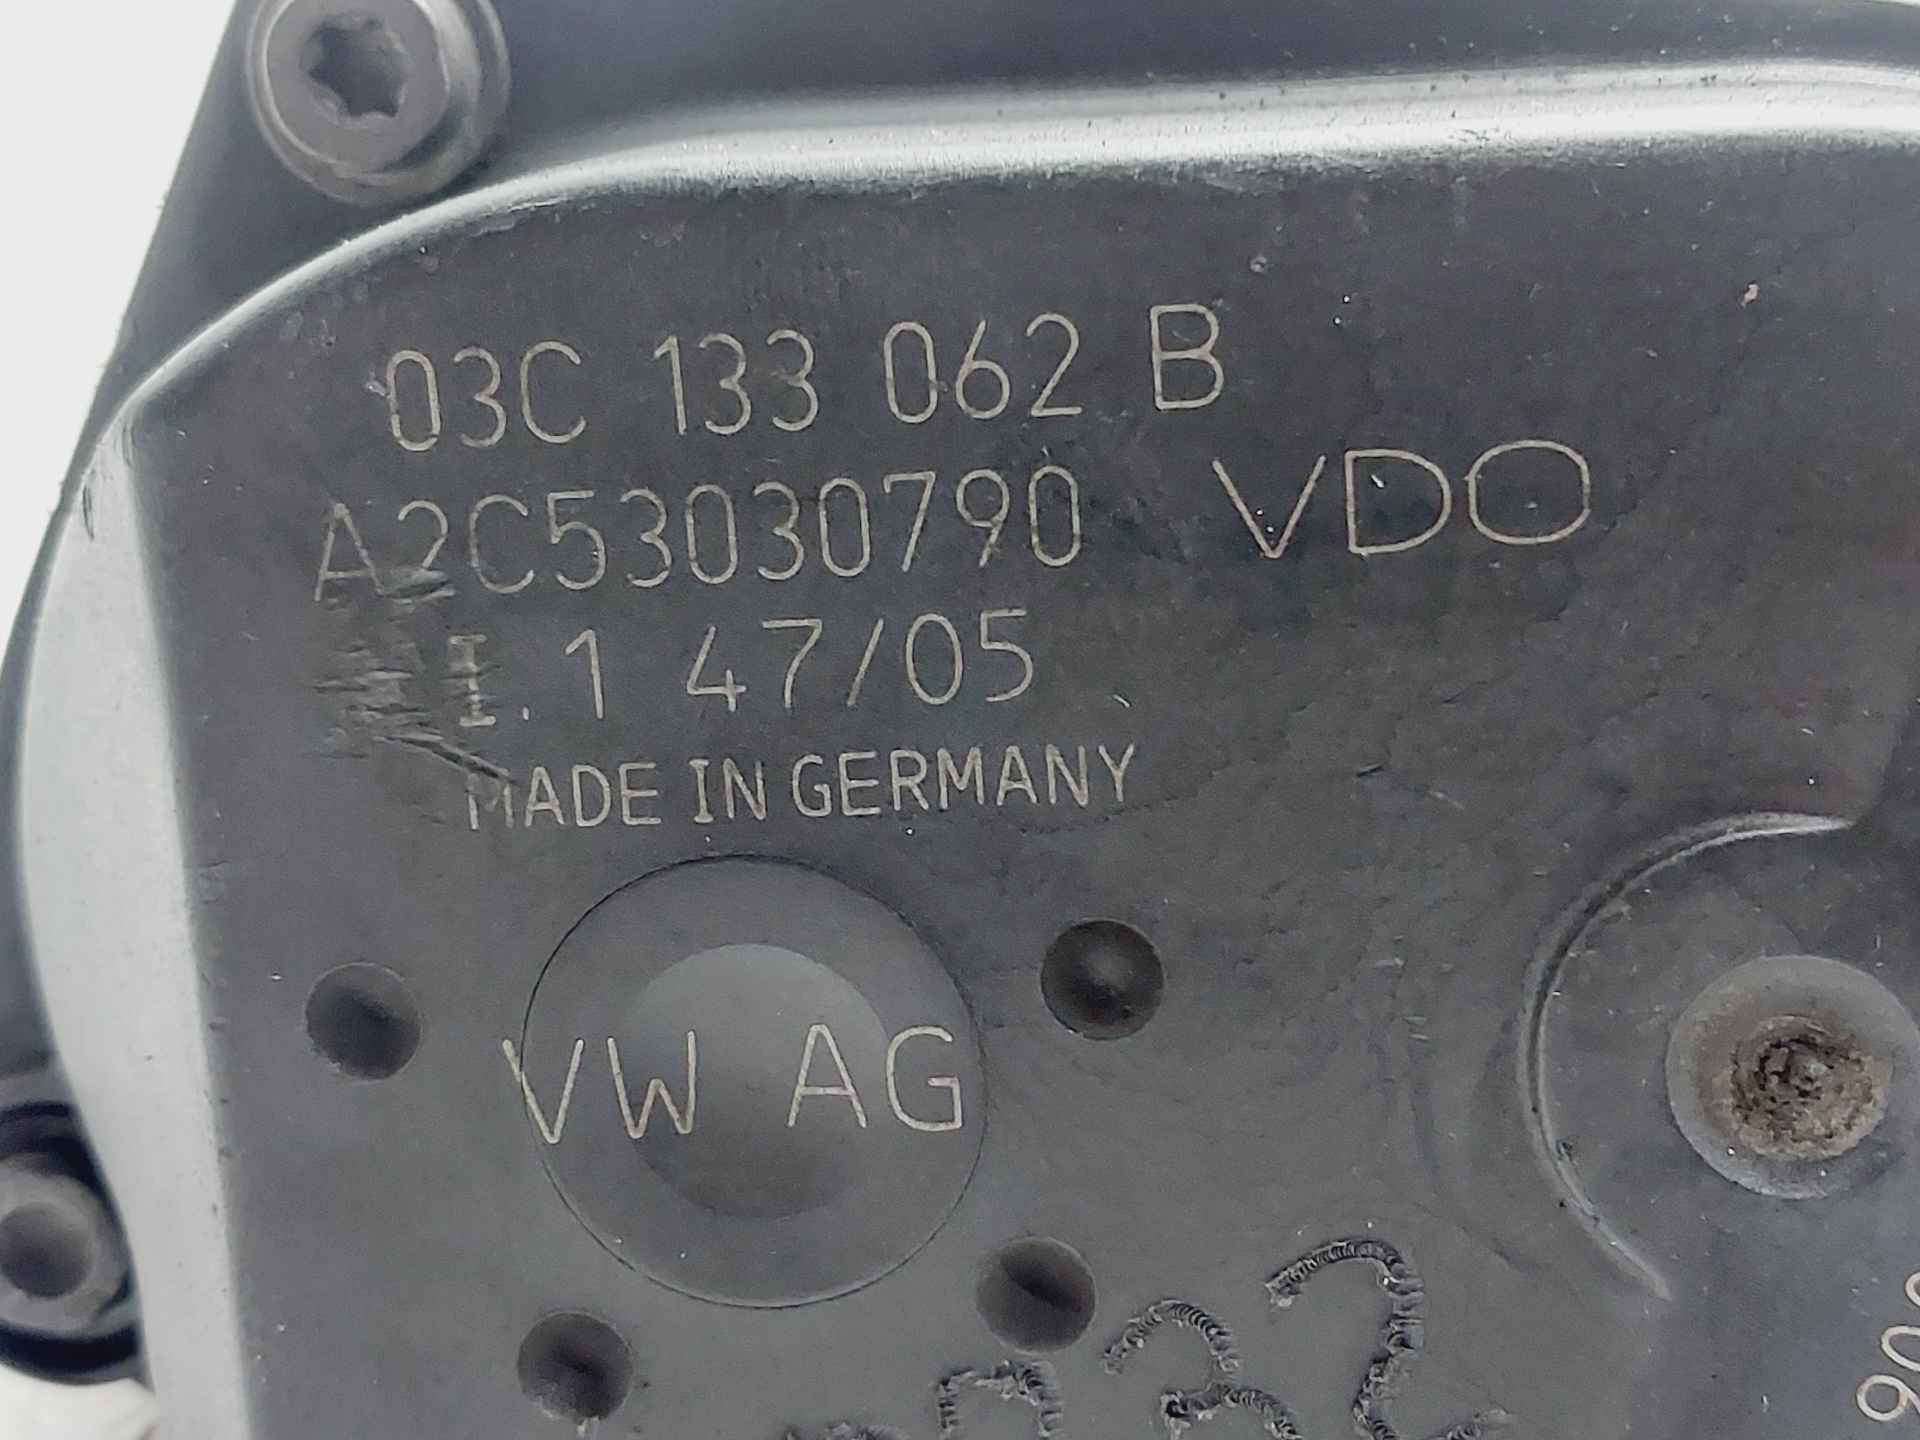 03C 133 062 B
A2C53030790 VDO
I.1 47/05
MADE IN GERMANY
VW AG